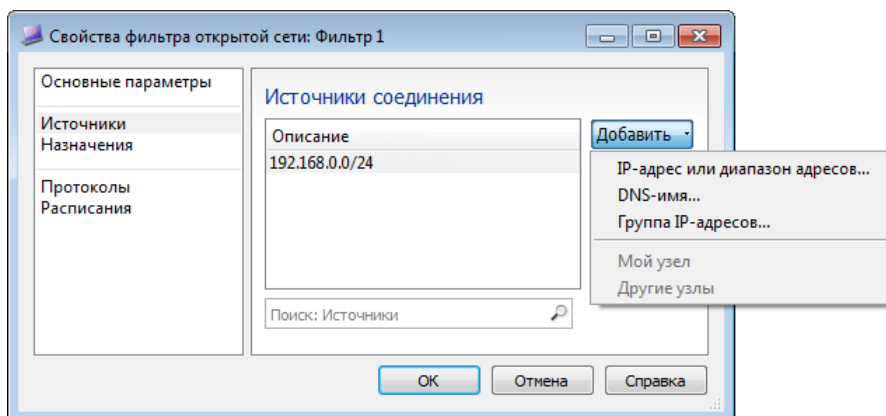 Свойства фильтра открытой сети: Фильтр 1
Основные параметры
Источники
Назначения
Протоколы
Расписания
Источники соединения
Описание
192.168.0.0/24
Поиск: Источники
Добавить
IP-адрес или диапазон адресов...
DNS-имя...
Группа IP-адресов...
Мой узел
Другие узлы
OK
Отмена
Справка